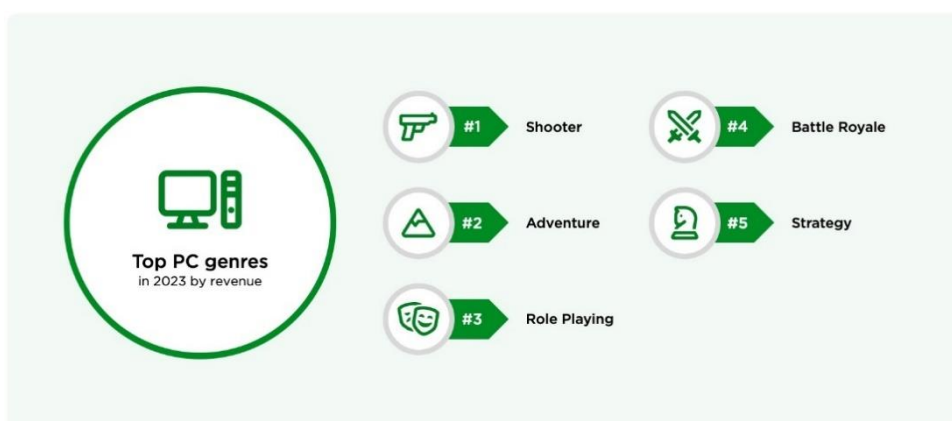 Top PC genres
in 2023 by revenue
#1 Shooter
#2 Adventure
#3 Role Playing
#4 Battle Royale
#5 Strategy